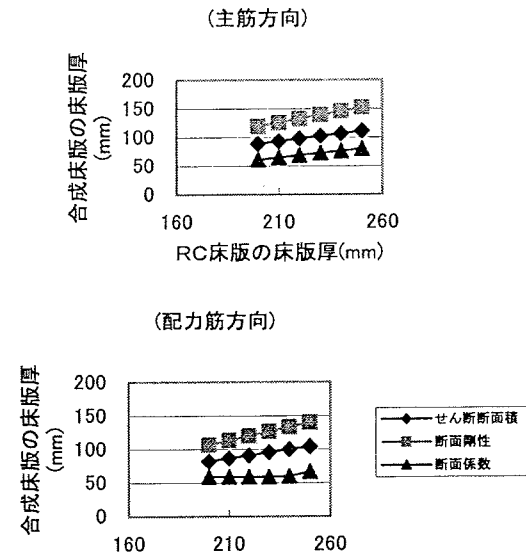 (主筋方向)
合成床版の床版厚
(mm)
200
150
100
50
0
160
210
260
RC床版の床版厚(mm)
(配力筋方向)
合成床版の床版厚
(mm)
200
150
100
50
0
160
210
260
せん断断面積
断面剛性
断面係数